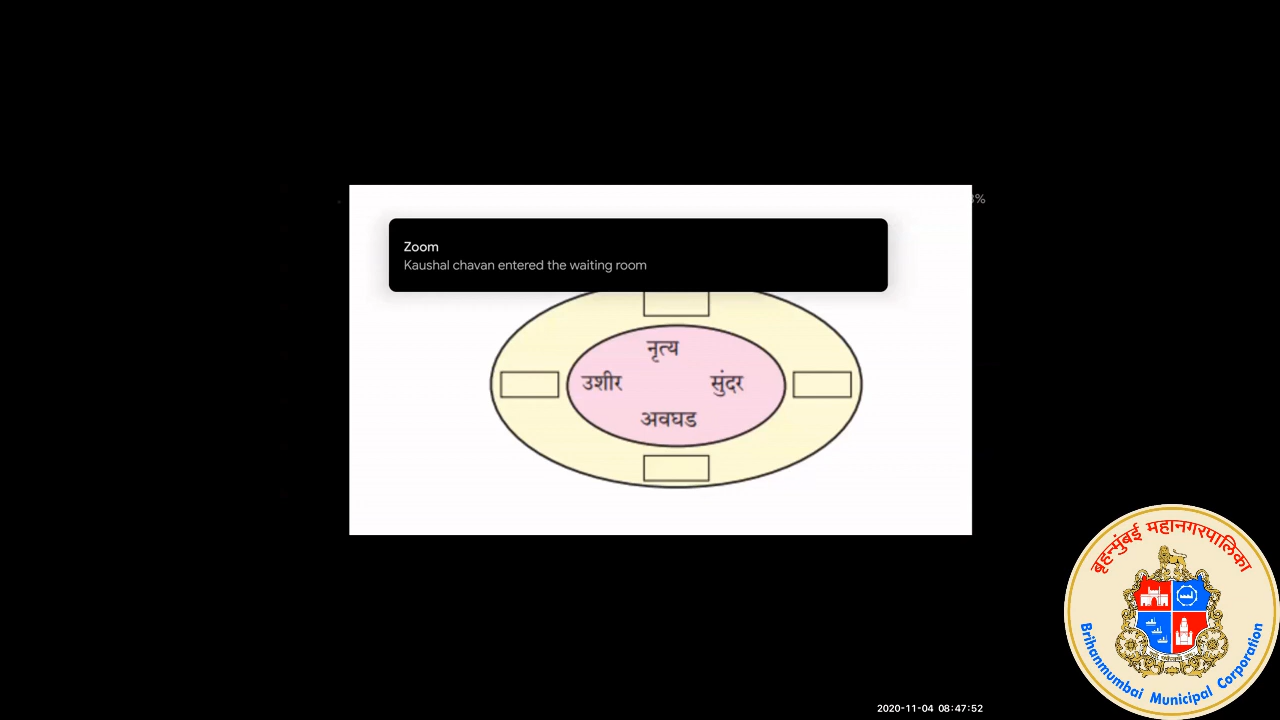 3%
Zoom
Kaushal chavan entered the waiting room
नृत्य
उशीर
सुंदर
अवघड
बृहन्मुंबई महानगरपालिका
Brihanmumbai Municipal Corporation
2020-11-04 08:47:52